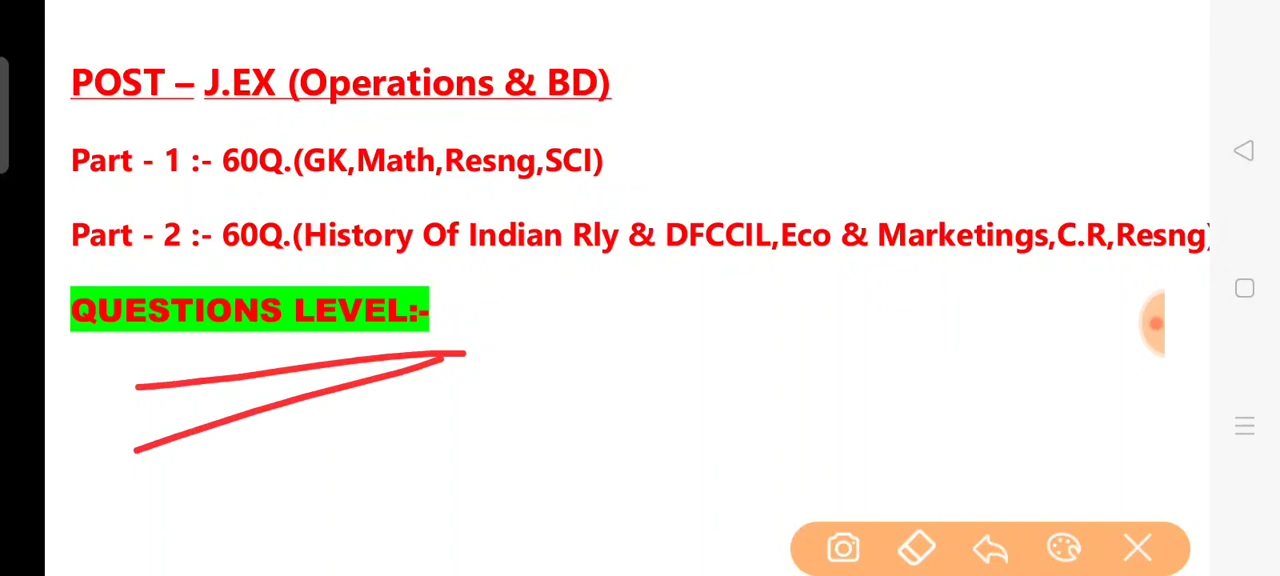 POST – J.EX (Operations & BD)
Part - 1 :- 60Q.(GK,Math,Resng,SCI)
Part - 2 :- 60Q.(History Of Indian Rly & DFCCIL,Eco & Marketings,C.R,Resng)
QUESTIONS LEVEL:-